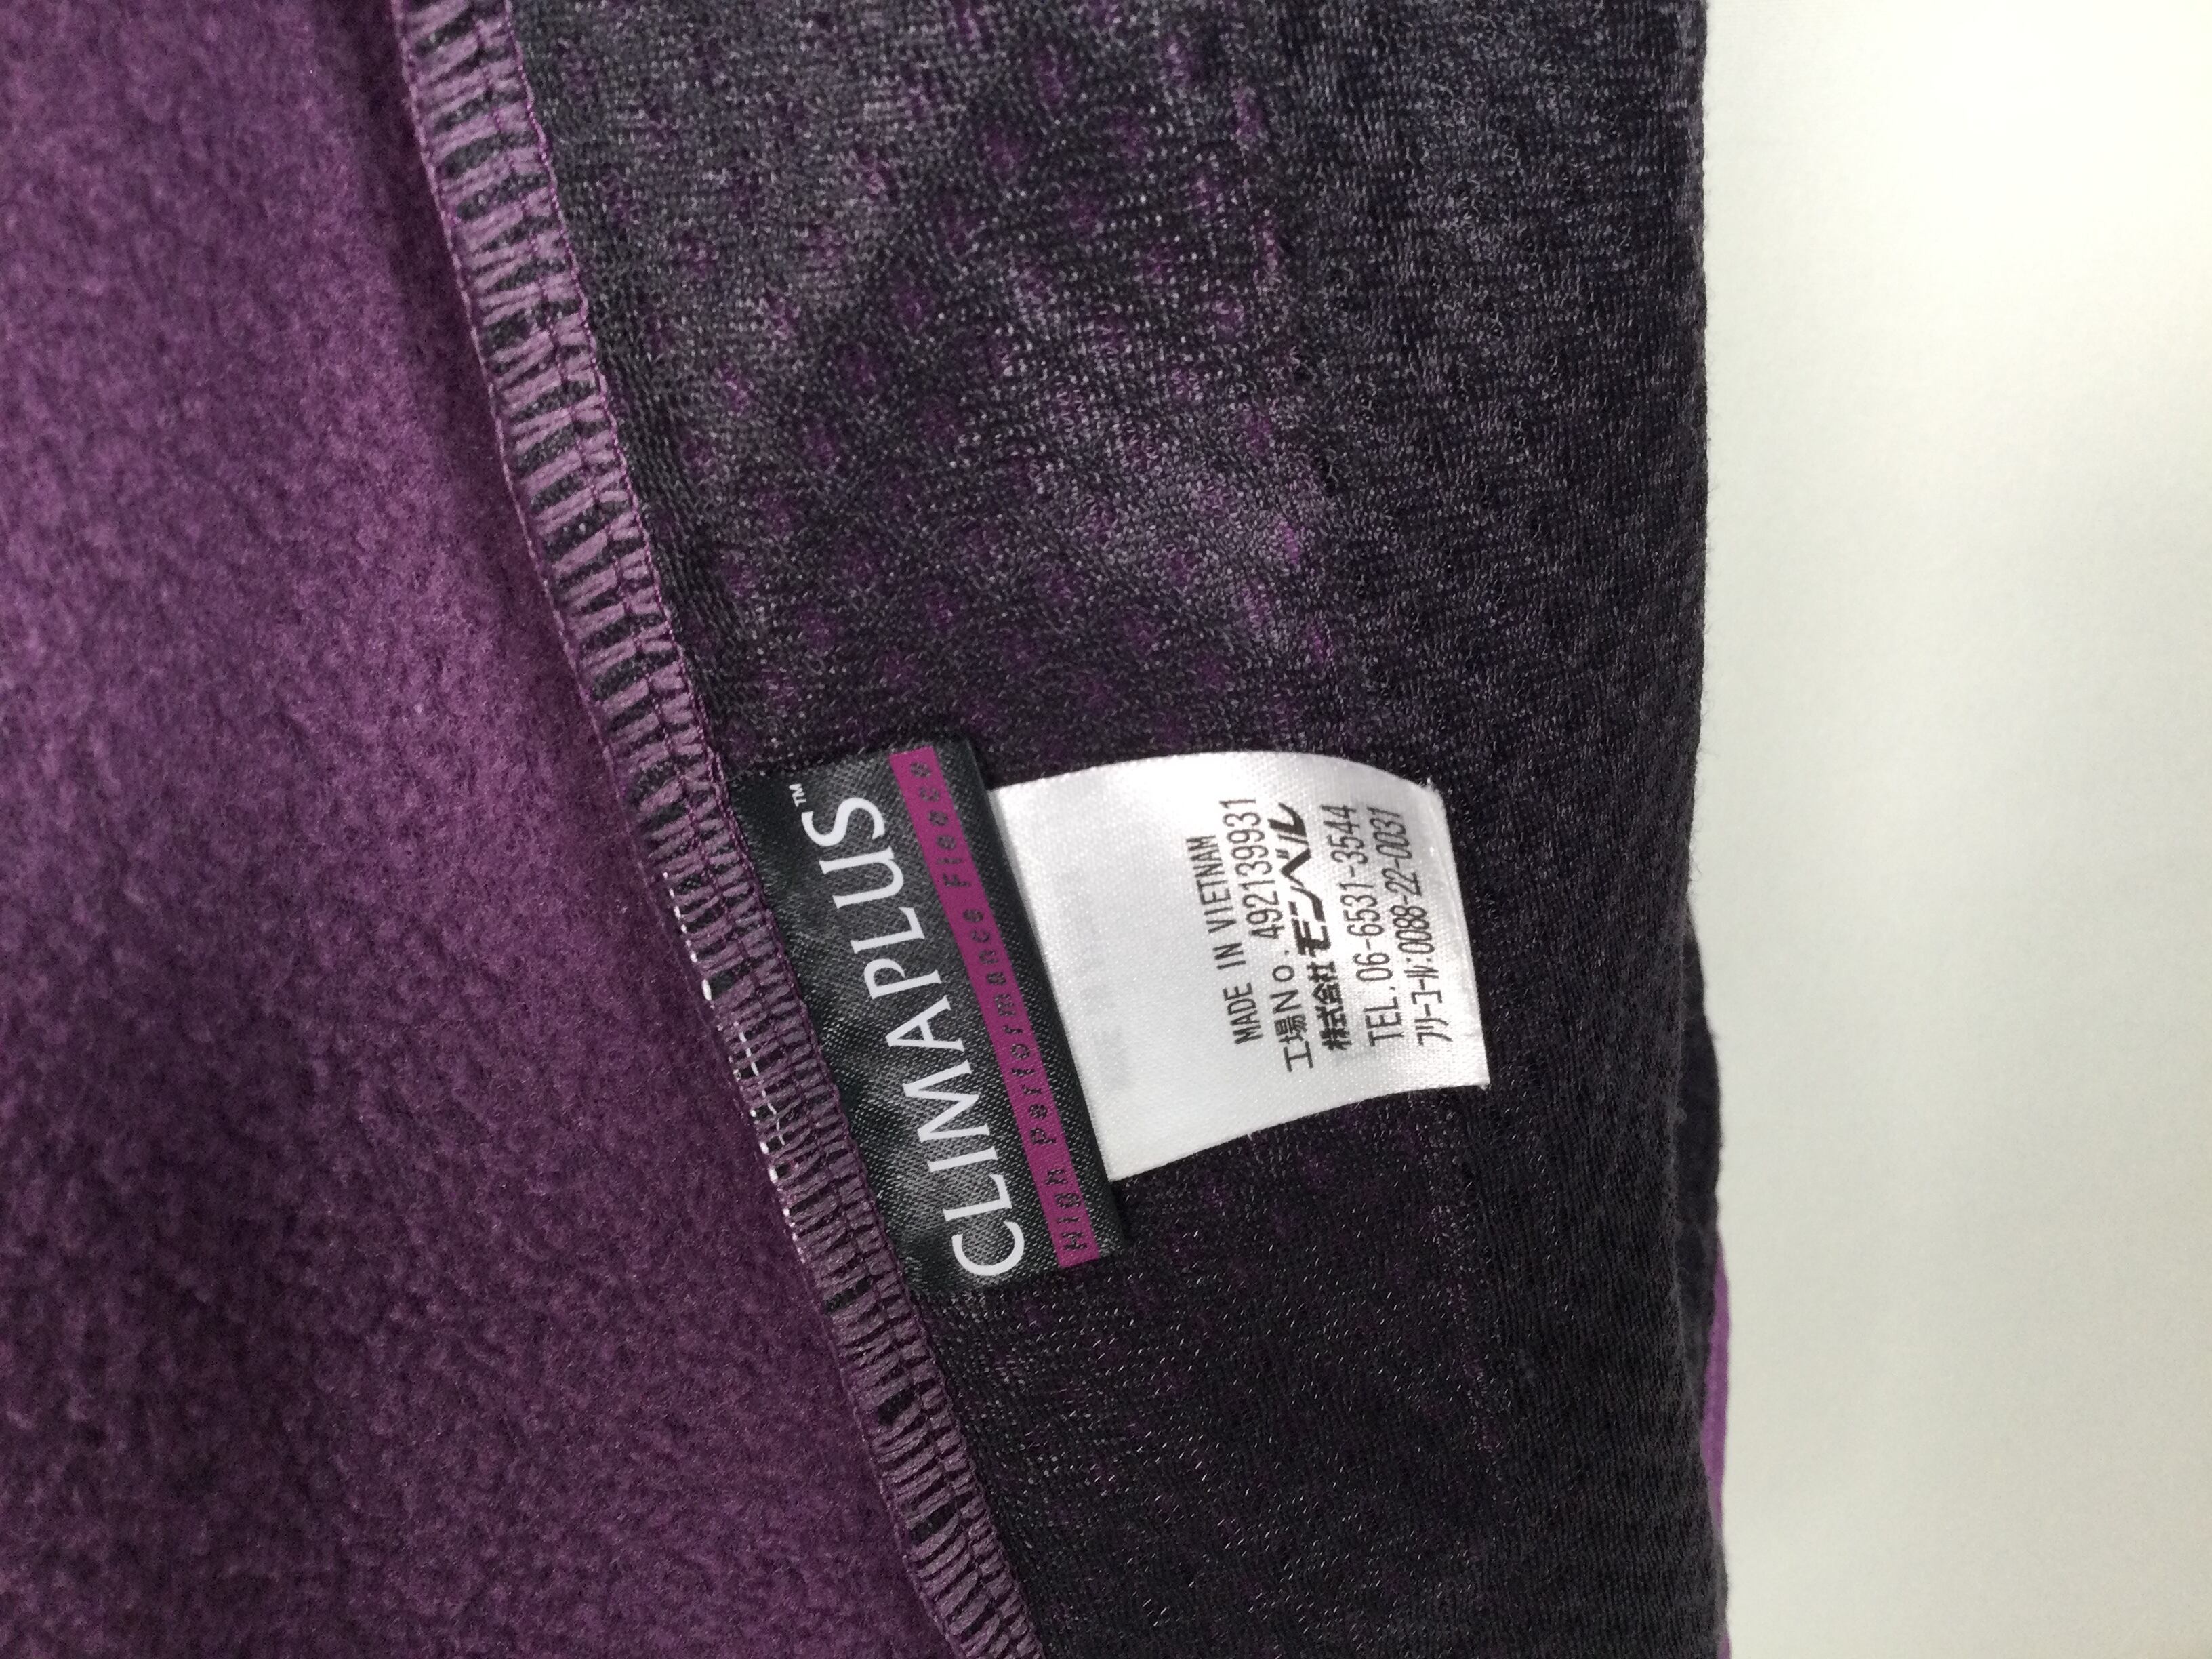 CLIMAPLUS™
High Performance Fleece
MADE IN VIETNAM
工場No. 492139931
株式会社モンベル
TEL.06-6531-3544
フリーコール:0088-22-0031